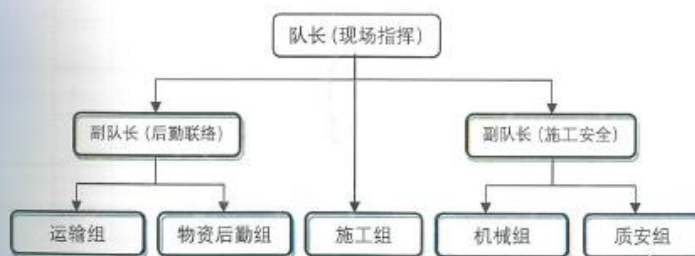 队长（现场指挥）
副队长（后勤联络）
副队长（施工安全）
运输组
物资后勤组
施工组
机械组
质安组